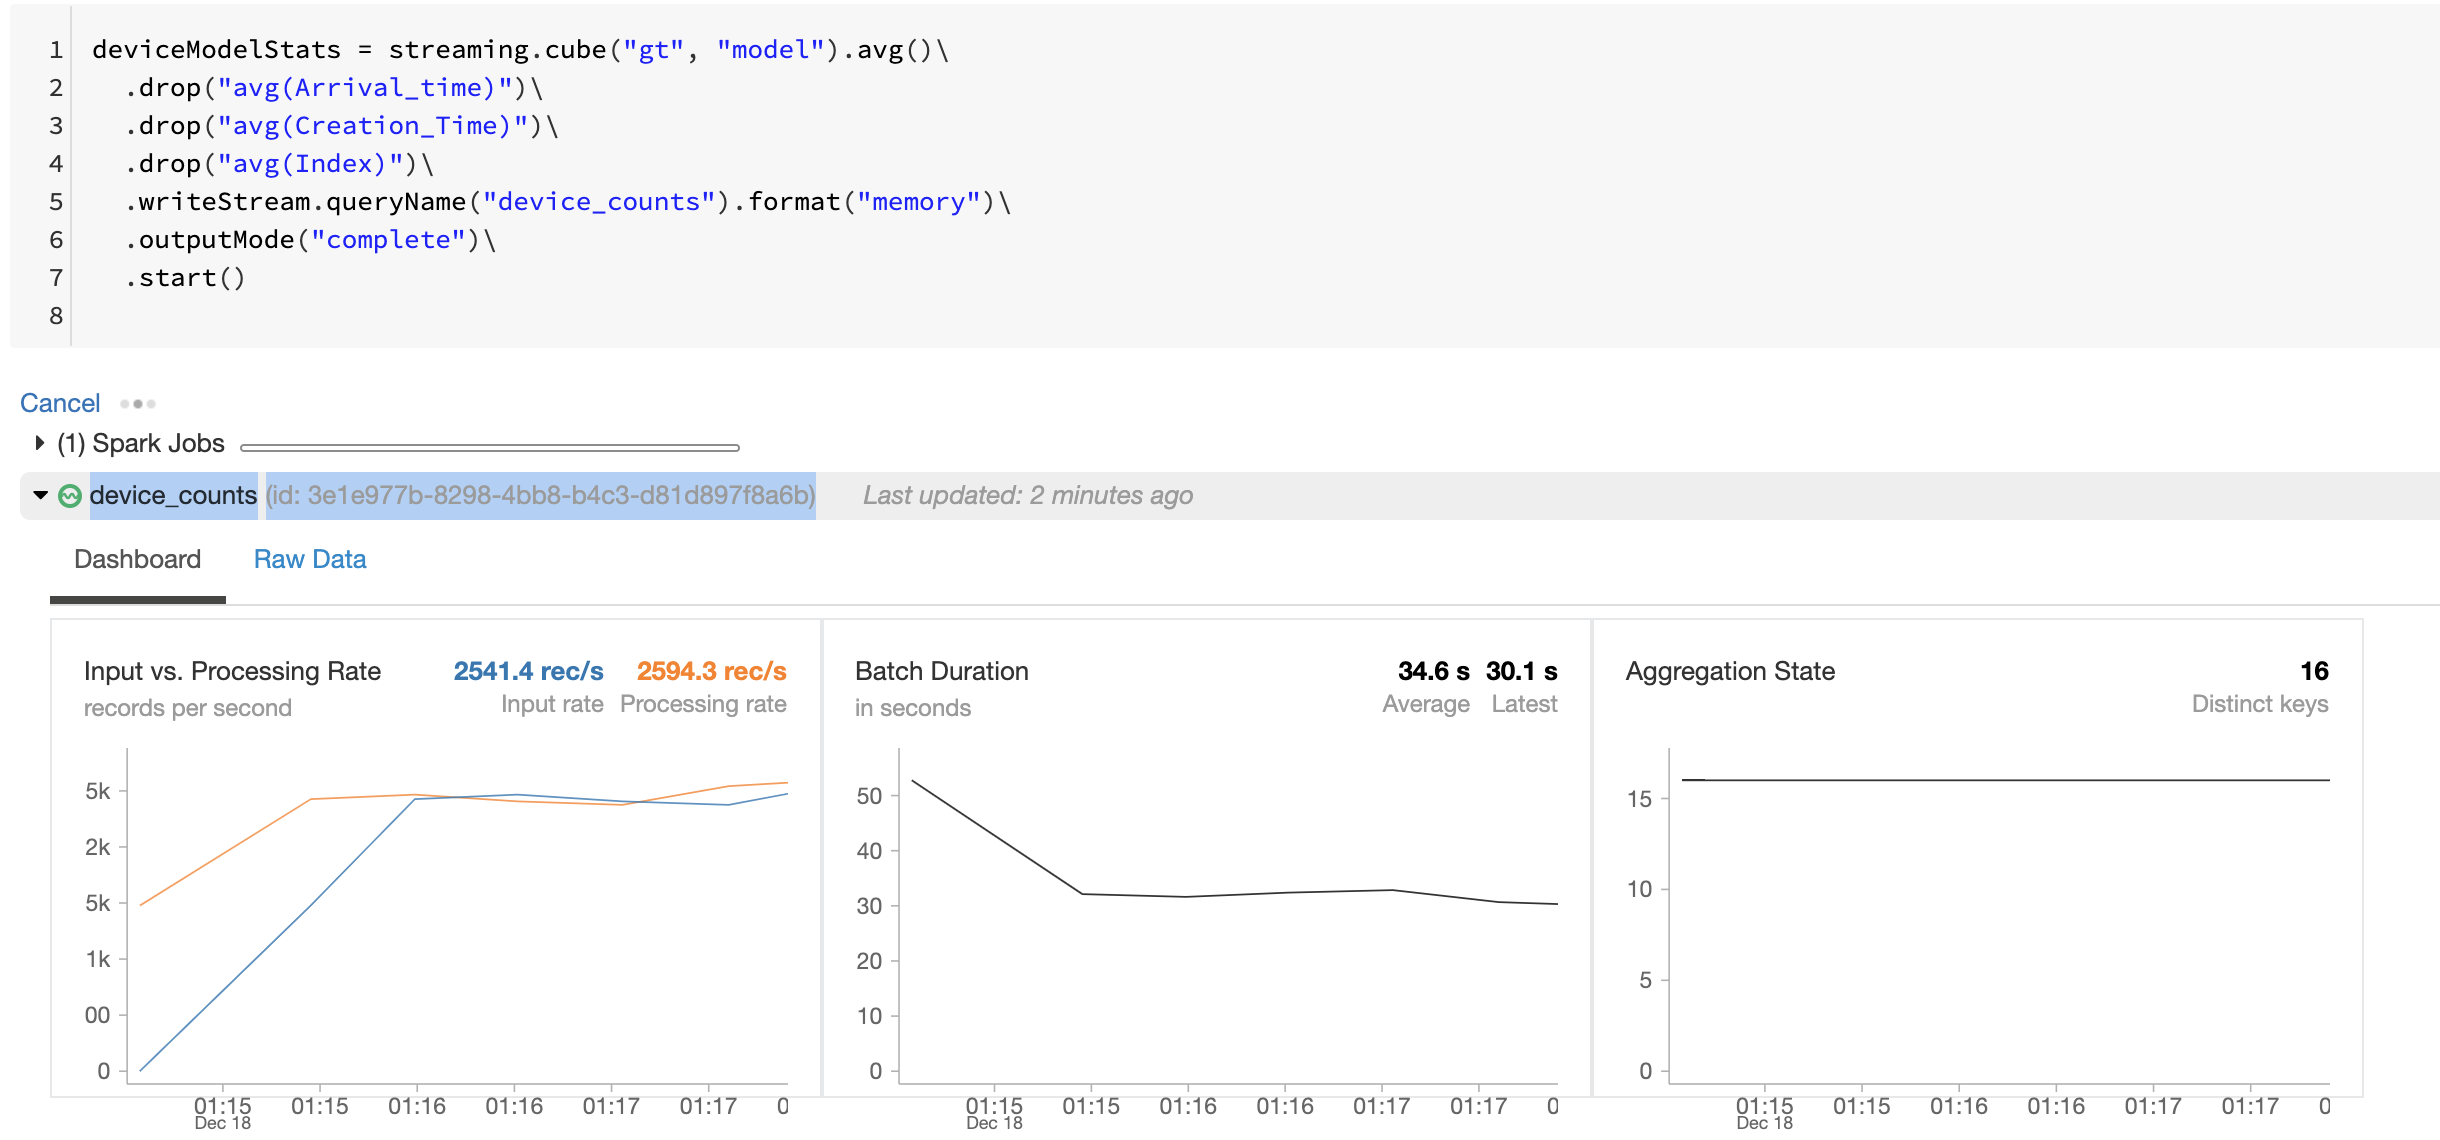 1 deviceModelStats = streaming.cube("gt", "model").avg()\
2 .drop("avg(Arrival_time)")\
3 .drop("avg(Creation_Time)")\
4 .drop("avg(Index)")\
5 .writeStream.queryName("device_counts").format("memory")\
6 .outputMode("complete")\
7 .start()
8
Cancel
(1) Spark Jobs
device_counts (id: 3e1e977b-8298-4bb8-b4c3-d81d897f8a6b) Last updated: 2 minutes ago
Dashboard Raw Data
Input vs. Processing Rate 2541.4 rec/s 2594.3 rec/s
records per second Input rate Processing rate
5k
2k
5k
1k
00
0
01:15 01:15 01:16 01:16 01:17 01:17 0
Dec 18
Batch Duration 34.6 s 30.1 s
in seconds Average Latest
50
40
30
20
10
0
01:15 01:15 01:16 01:16 01:17 01:17 0
Dec 18
Aggregation State 16
Distinct keys
15
10
5
0
01:15 01:15 01:16 01:16 01:17 01:17 0
Dec 18